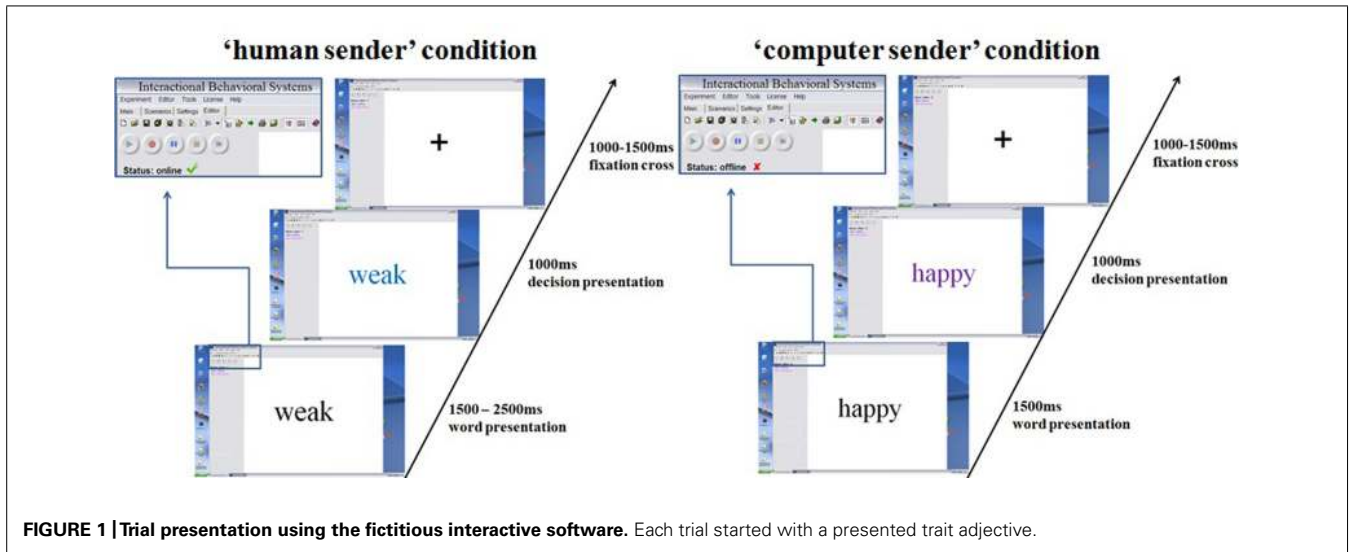 'human sender' condition
Interactional Behavioral Systems
Experiment Editor Tools License Help
Main Scenerios Settings Editor
Status: online
+
1000-1500ms
fixation cross
weak
1000ms
decision presentation
weak
1500 – 2500ms
word presentation
'computer sender' condition
Interactional Behavioral Systems
Experiment Editor Tools License Help
Main Scenerios Settings Editor
Status: offline
+
1000-1500ms
fixation cross
happy
1000ms
decision presentation
happy
1500ms
word presentation
FIGURE 1 | Trial presentation using the fictitious interactive software. Each trial started with a presented trait adjective.